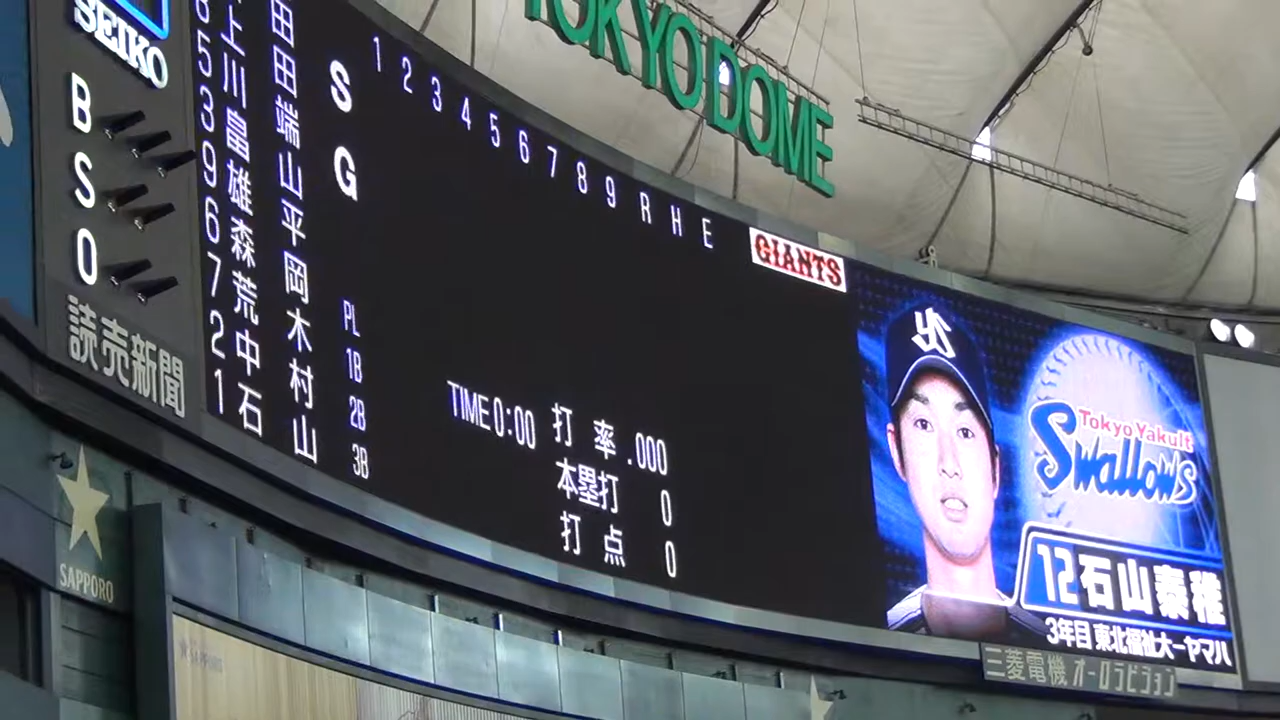 SEIKO
TOKYO DOME
B
S
O
読売新聞
8 上 田
5 川 端
3 畠 山
9 雄 平
6 森 岡
7 荒 木
2 中 村
1 石 山
S
G
1 2 3 4 5 6 7 8 9 R H E
GIANTS
PL
1B
2B
3B
TIME 0:00
打率 .000
本塁打 0
打点 0
Tokyo Yakult
Swallows
12 石山泰稚
3年目 東北福祉大ーヤマハ
三菱電機 オーロラビジョン
SAPPORO